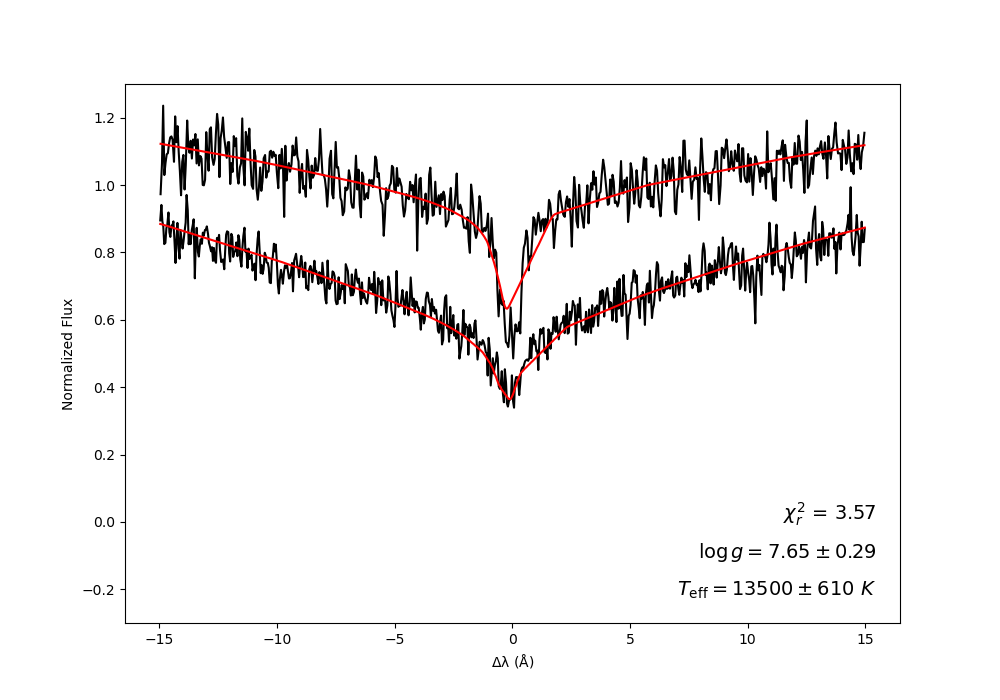 1.2
1.0
0.8
0.6
0.4
0.2
0.0
−0.2
Normalized Flux
χ²ᵣ = 3.57
log g = 7.65 ± 0.29
T_eff = 13500 ± 610 K
−15 −10 −5 0 5 10 15
Δλ (Å)